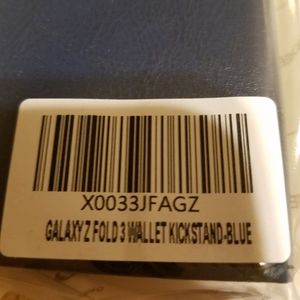 X0033JFAGZ
GALAXY Z FOLD 3 WALLET KICKSTAND-BLUE